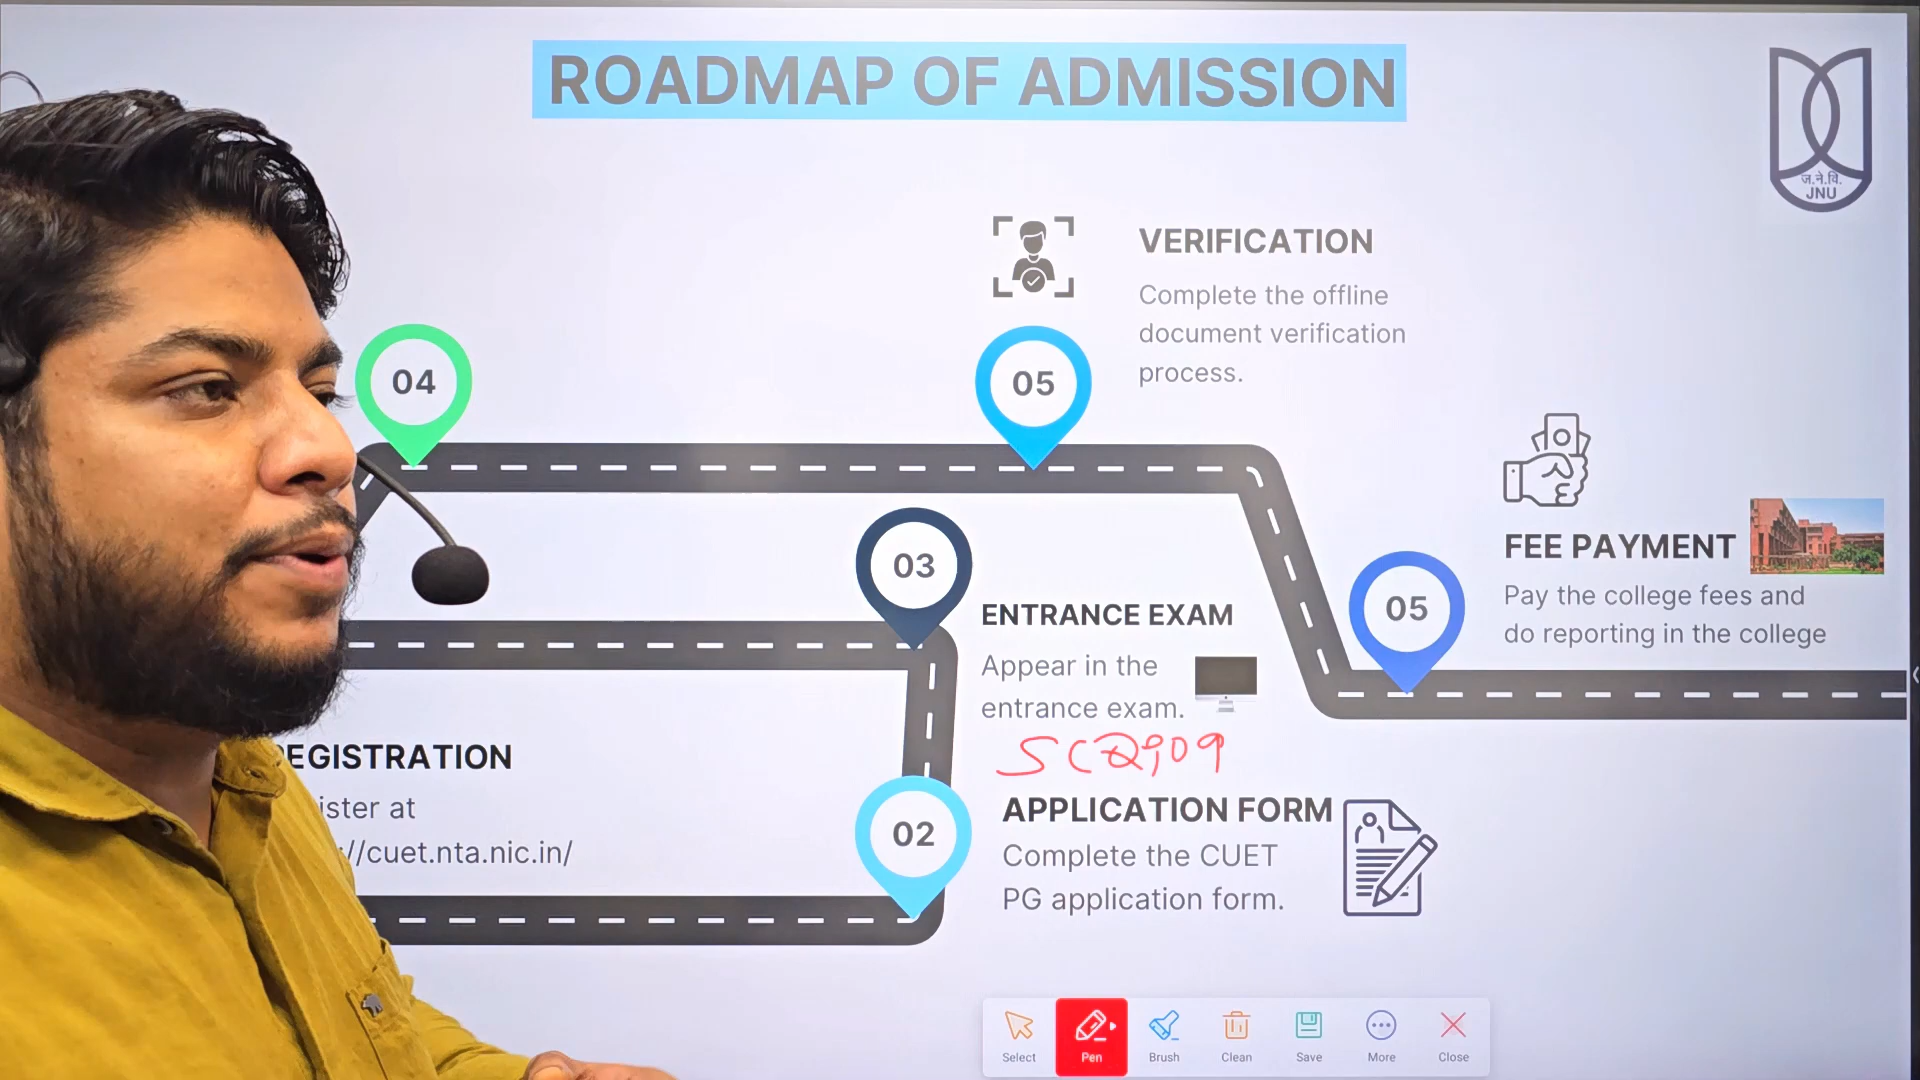 ROADMAP OF ADMISSION
ज.ने.वि.
JNU
VERIFICATION
Complete the offline
document verification
process.
04
05
FEE PAYMENT
Pay the college fees and
do reporting in the college
05
03
ENTRANCE EXAM
Appear in the
entrance exam.
SCQP09
EGISTRATION
ister at
://cuet.nta.nic.in/
02
APPLICATION FORM
Complete the CUET
PG application form.
Select
Pen
Brush
Clean
Save
More
Close